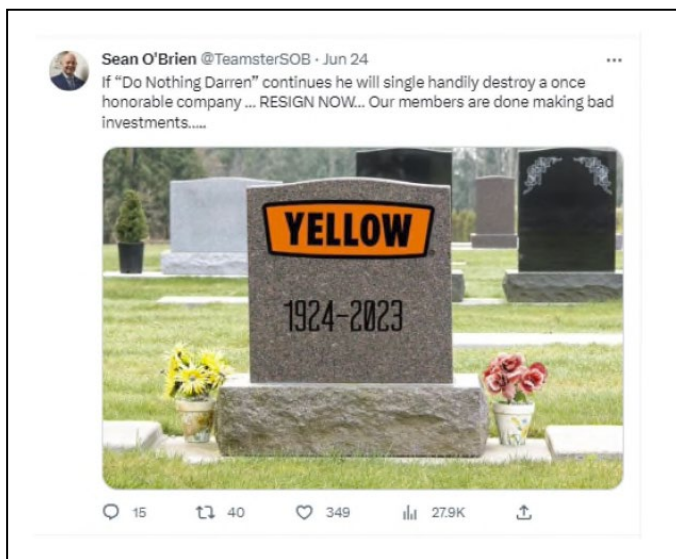 Sean O'Brien @TeamsterSOB · Jun 24
If “Do Nothing Darren” continues he will single handily destroy a once
honorable company ... RESIGN NOW... Our members are done making bad
investments.....
YELLOW
1924-2023
15 40 349 27.9K